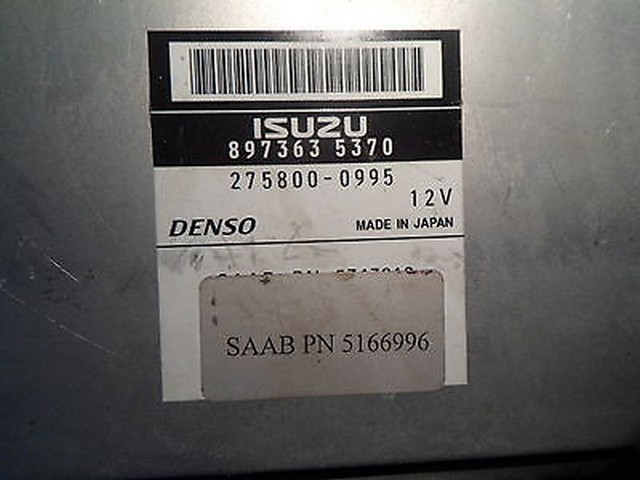 ISUZU
897363 5370
275800-0995
12V
DENSO MADE IN JAPAN
SAAB PN 5166996